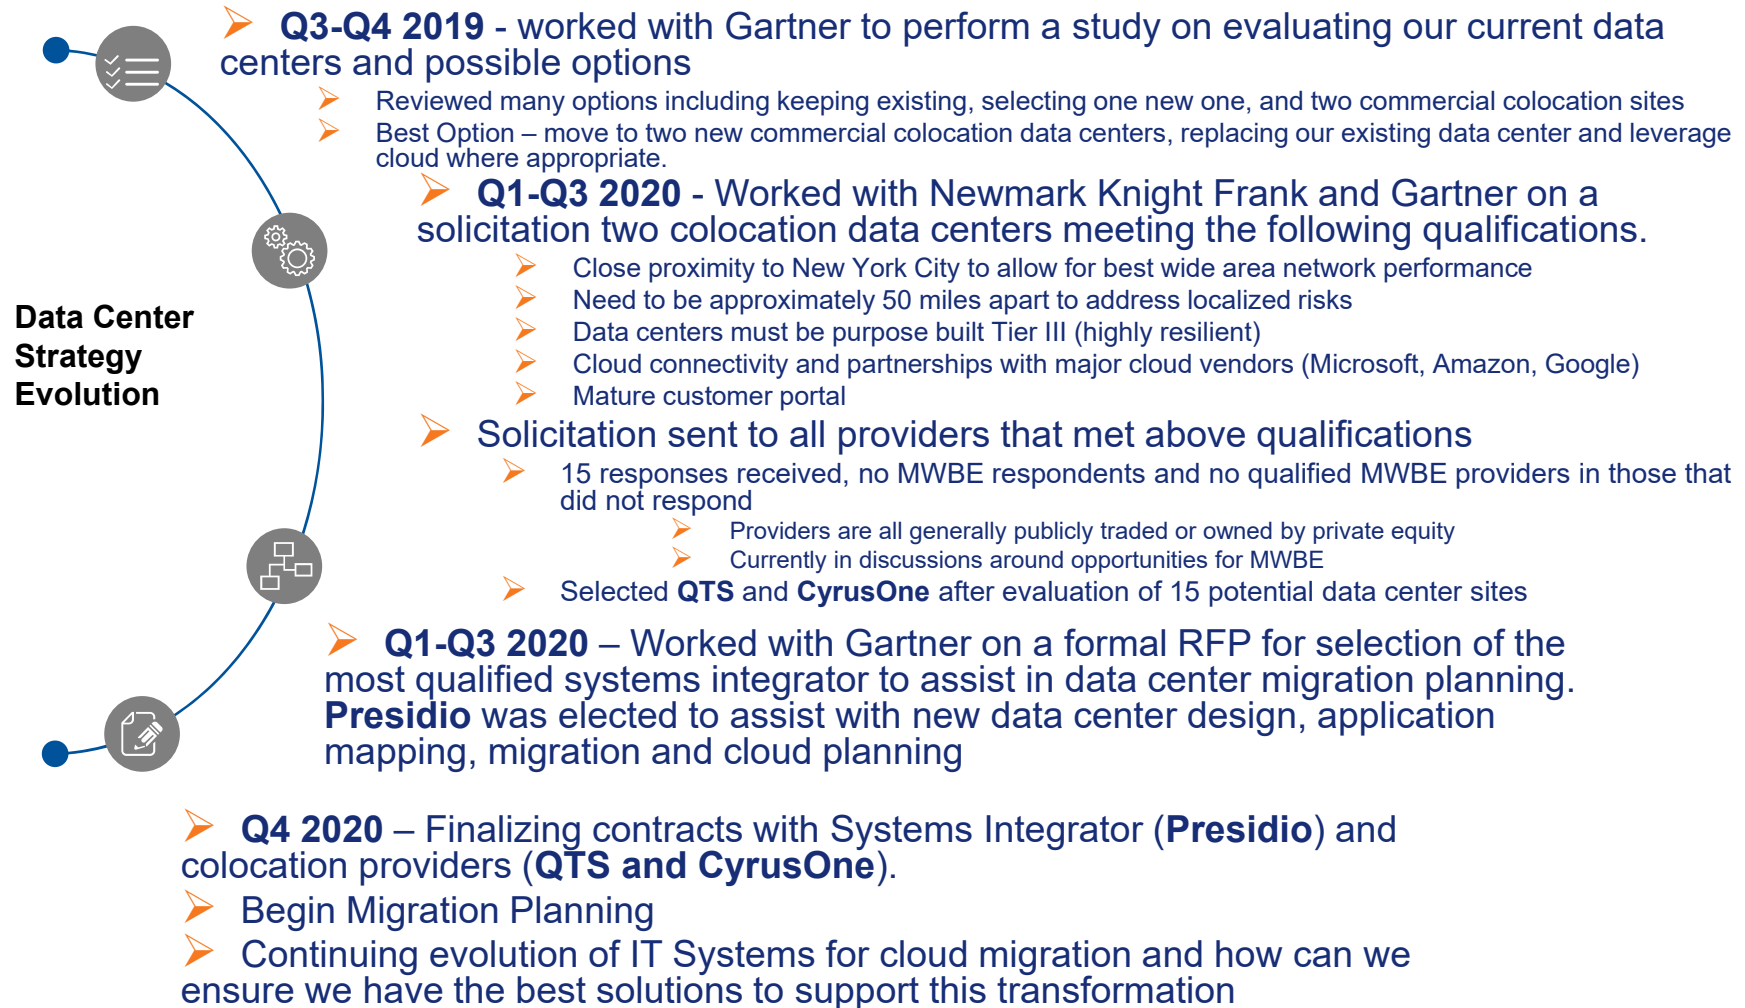 Data Center
Strategy
Evolution
Q3-Q4 2019 - worked with Gartner to perform a study on evaluating our current data
centers and possible options
Reviewed many options including keeping existing, selecting one new one, and two commercial colocation sites
Best Option – move to two new commercial colocation data centers, replacing our existing data center and leverage
cloud where appropriate.
Q1-Q3 2020 - Worked with Newmark Knight Frank and Gartner on a
solicitation two colocation data centers meeting the following qualifications.
Close proximity to New York City to allow for best wide area network performance
Need to be approximately 50 miles apart to address localized risks
Data centers must be purpose built Tier III (highly resilient)
Cloud connectivity and partnerships with major cloud vendors (Microsoft, Amazon, Google)
Mature customer portal
Solicitation sent to all providers that met above qualifications
15 responses received, no MWBE respondents and no qualified MWBE providers in those that
did not respond
Providers are all generally publicly traded or owned by private equity
Currently in discussions around opportunities for MWBE
Selected QTS and CyrusOne after evaluation of 15 potential data center sites
Q1-Q3 2020 – Worked with Gartner on a formal RFP for selection of the
most qualified systems integrator to assist in data center migration planning.
Presidio was elected to assist with new data center design, application
mapping, migration and cloud planning
Q4 2020 – Finalizing contracts with Systems Integrator (Presidio) and
colocation providers (QTS and CyrusOne).
Begin Migration Planning
Continuing evolution of IT Systems for cloud migration and how can we
ensure we have the best solutions to support this transformation